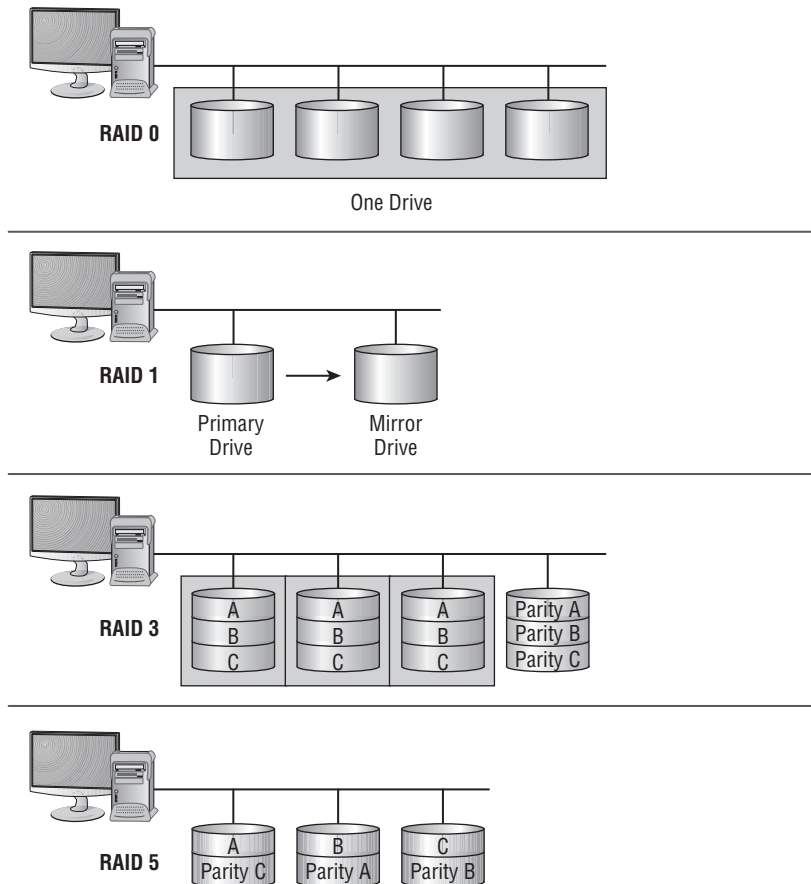 RAID 0
One Drive
RAID 1
Primary
Drive
Mirror
Drive
RAID 3
A
A
A
Parity A
B
B
B
Parity B
C
C
C
Parity C
RAID 5
A
B
C
Parity C
Parity A
Parity B